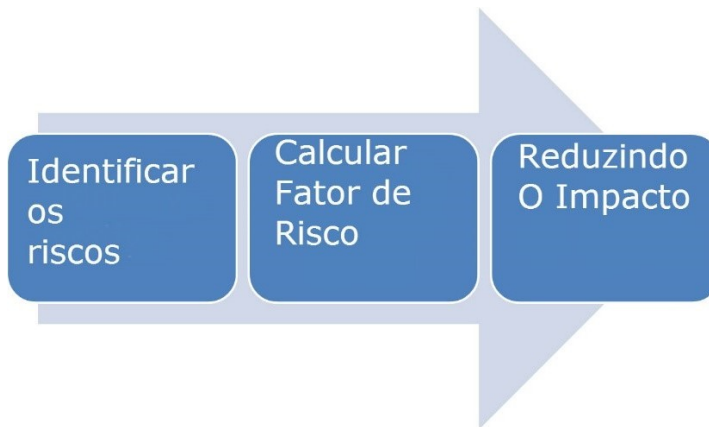 Identificar
os
riscos
Calcular
Fator de
Risco
Reduzindo
O Impacto